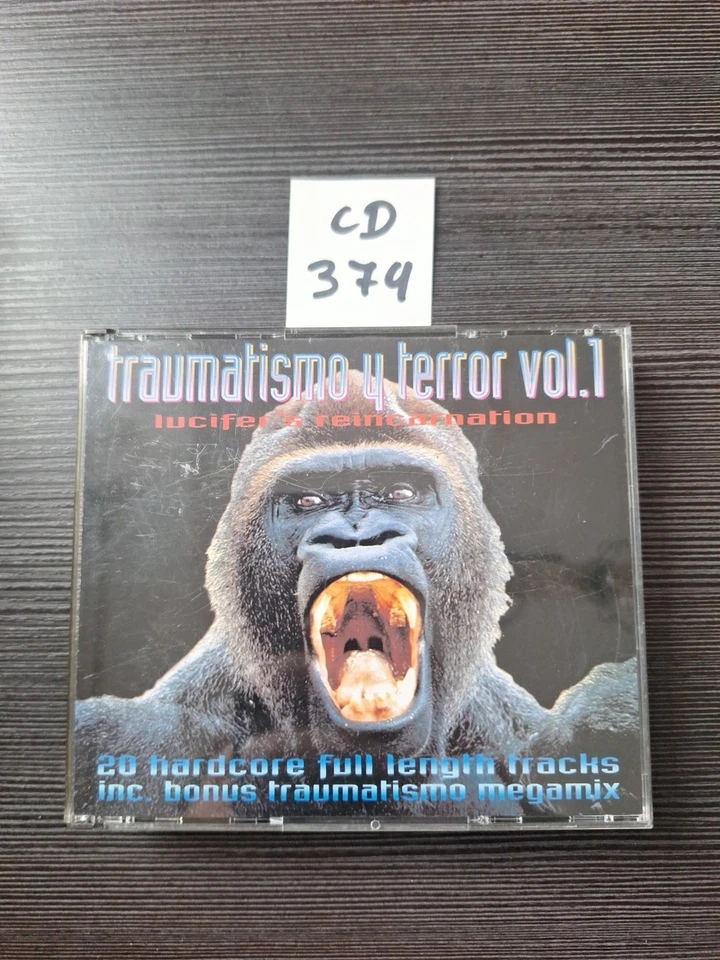 CD
374
traumatismo y terror vol.1
lucifer's reincarnation
20 hardcore full length tracks
inc. bonus traumatismo megamix